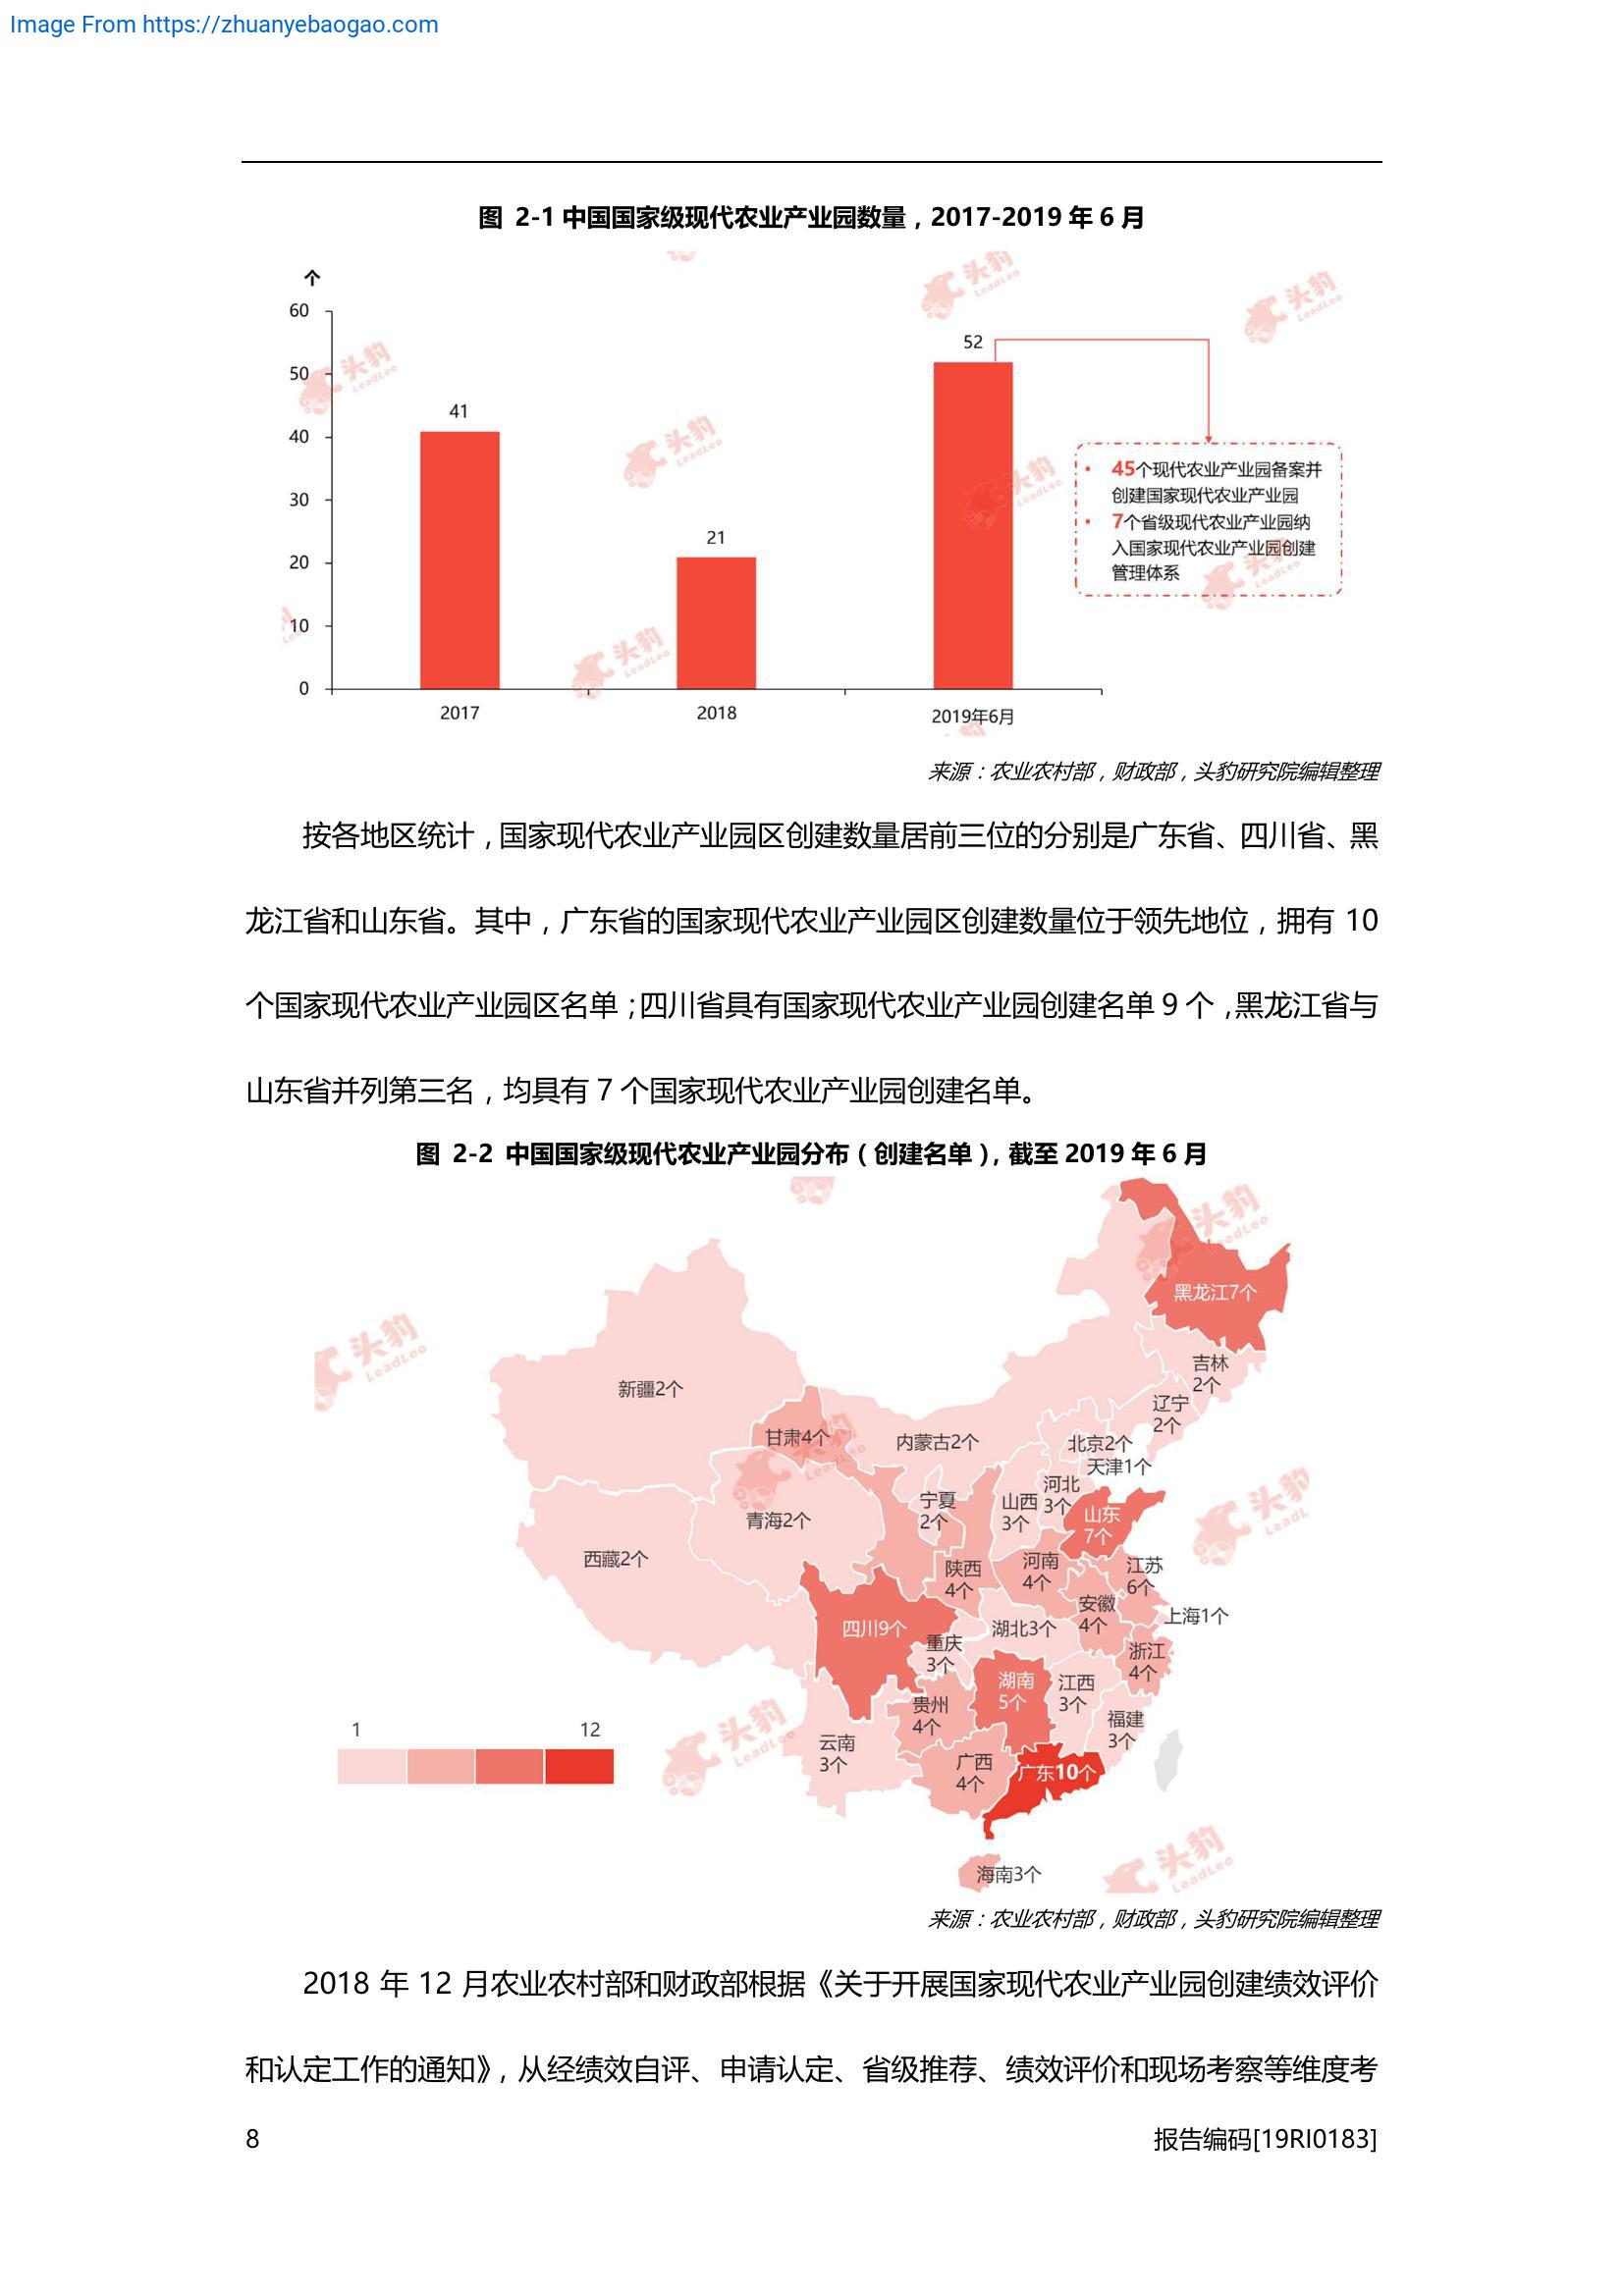 Image From https://zhuanyebaogao.com
图 2-1 中国国家级现代农业产业园数量，2017-2019 年 6 月
个
60
50
40
30
20
10
0
41
21
52
2017
2018
2019年6月
• 45个现代农业产业园备案并
创建国家现代农业产业园
• 7个省级现代农业产业园纳
入国家现代农业产业园创建
管理体系
来源：农业农村部，财政部，头豹研究院编辑整理
按各地区统计，国家现代农业产业园区创建数量居前三位的分别是广东省、四川省、黑
龙江省和山东省。其中，广东省的国家现代农业产业园区创建数量位于领先地位，拥有 10
个国家现代农业产业园区名单；四川省具有国家现代农业产业园创建名单 9 个，黑龙江省与
山东省并列第三名，均具有 7 个国家现代农业产业园创建名单。
图 2-2 中国国家级现代农业产业园分布（创建名单），截至 2019 年 6 月
黑龙江7个
吉林
2个
辽宁
2个
新疆2个
甘肃4个
内蒙古2个
北京2个
天津1个
河北
3个
宁夏
2个
山西
3个
山东
7个
青海2个
西藏2个
陕西
4个
河南
4个
江苏
6个
安徽
4个
上海1个
四川9个
重庆
3个
湖北3个
浙江
4个
湖南
5个
江西
3个
贵州
4个
福建
3个
云南
3个
广西
4个
广东10个
海南3个
1
12
头豹
LeadLeo
来源：农业农村部，财政部，头豹研究院编辑整理
2018 年 12 月农业农村部和财政部根据《关于开展国家现代农业产业园创建绩效评价
和认定工作的通知》，从经绩效自评、申请认定、省级推荐、绩效评价和现场考察等维度考
8
报告编码[19RI0183]